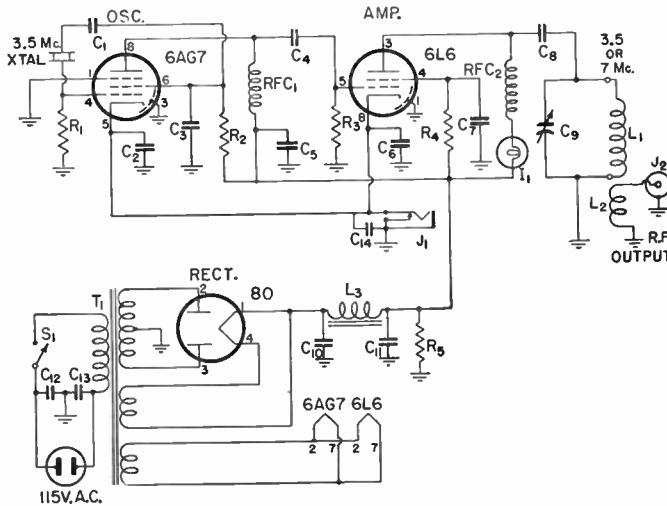 OSC.
AMP.
3.5 Mc.
XTAL
C1
6AG7
8
1
6
4
3
5
R1
C2
C3
R2
RFC1
C4
C5
6L6
3
5
4
1
8
R3
C6
R4
C7
RFC2
I1
C8
C9
3.5
OR
7 Mc.
L1
L2
J2
R.F.
OUTPUT
C14
J1
RECT.
80
2
1
4
3
T1
S1
C12
C13
115V. A.C.
L3
C10
C11
R5
6AG7 6L6
2 7 2 7